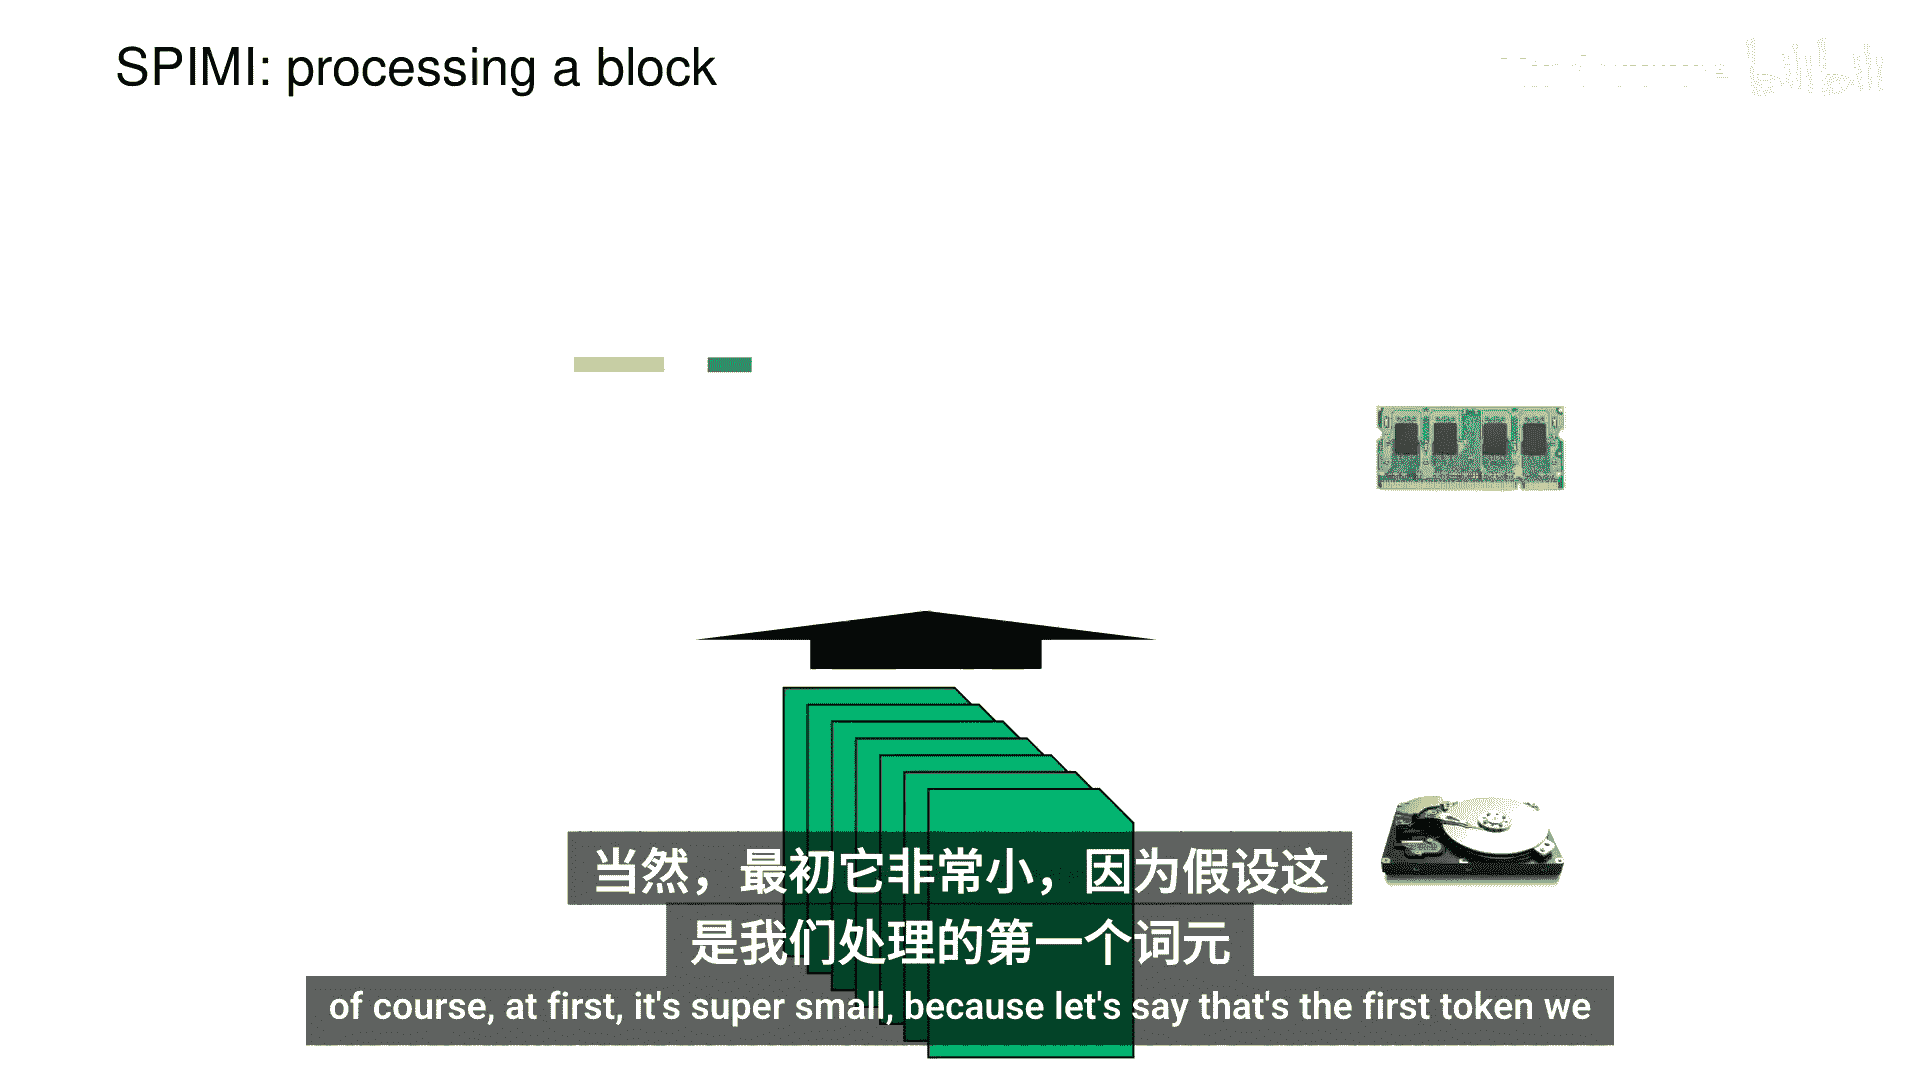 SPIMI: processing a block
bilibili
当然，最初它非常小，因为假设这
是我们处理的第一个词元
of course, at first, it's super small, because let's say that's the first token we